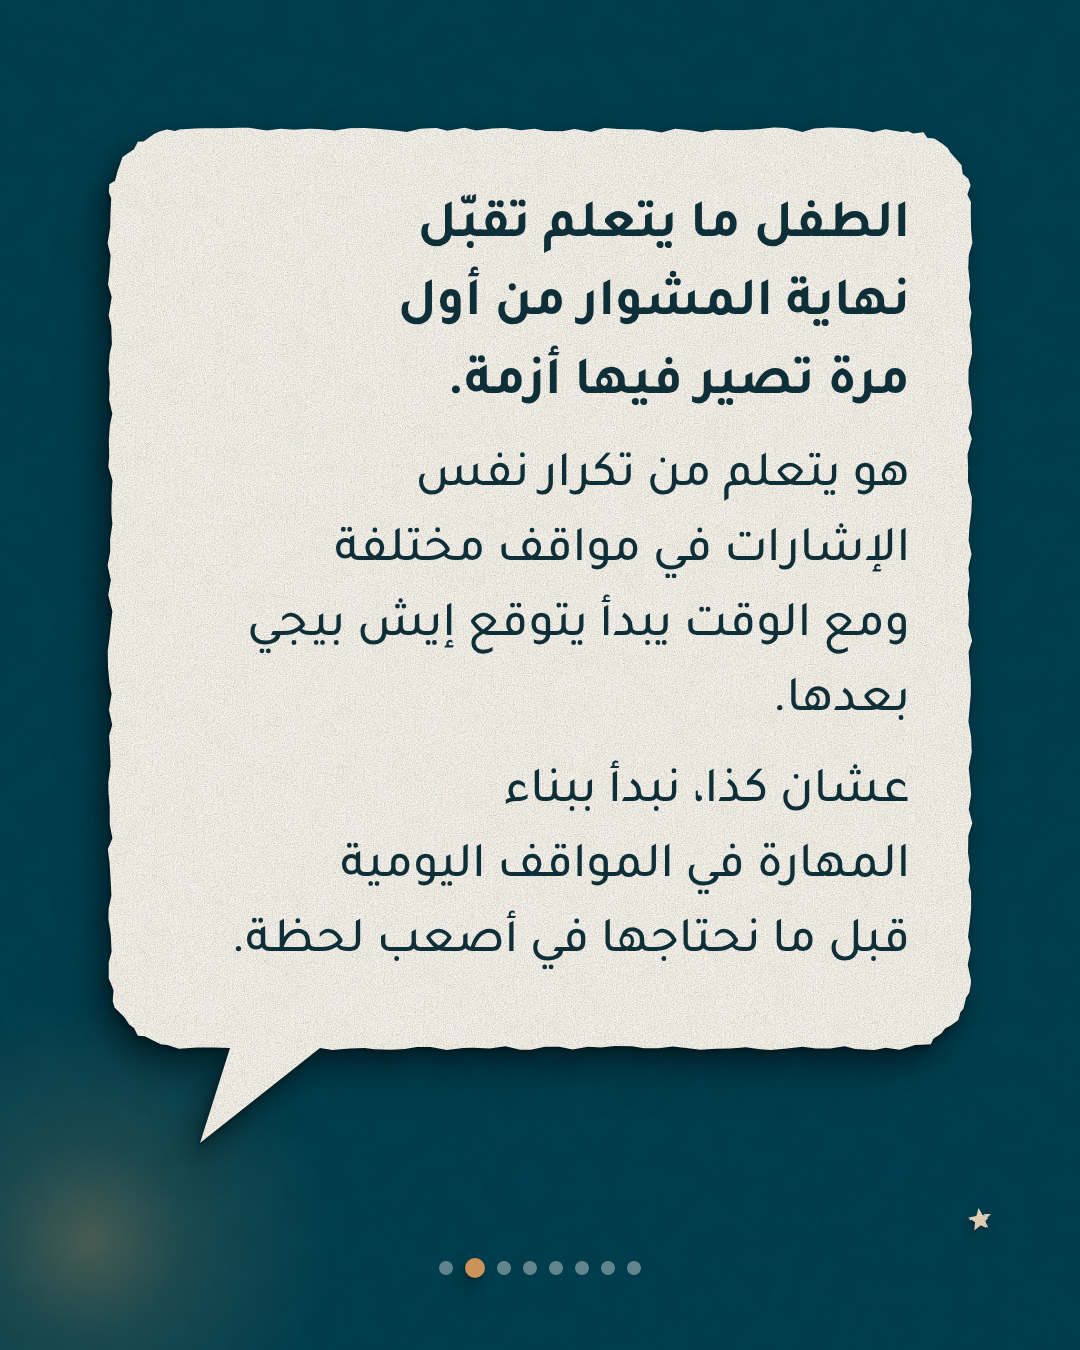 الطفل ما يتعلم تقبّل
نهاية المشوار من أول
مرة تصير فيها أزمة.
هو يتعلم من تكرار نفس
الإشارات في مواقف مختلفة
ومع الوقت يبدأ يتوقع إيش بيجي
بعدها.
عشان كذا، نبدأ ببناء
المهارة في المواقف اليومية
قبل ما نحتاجها في أصعب لحظة.